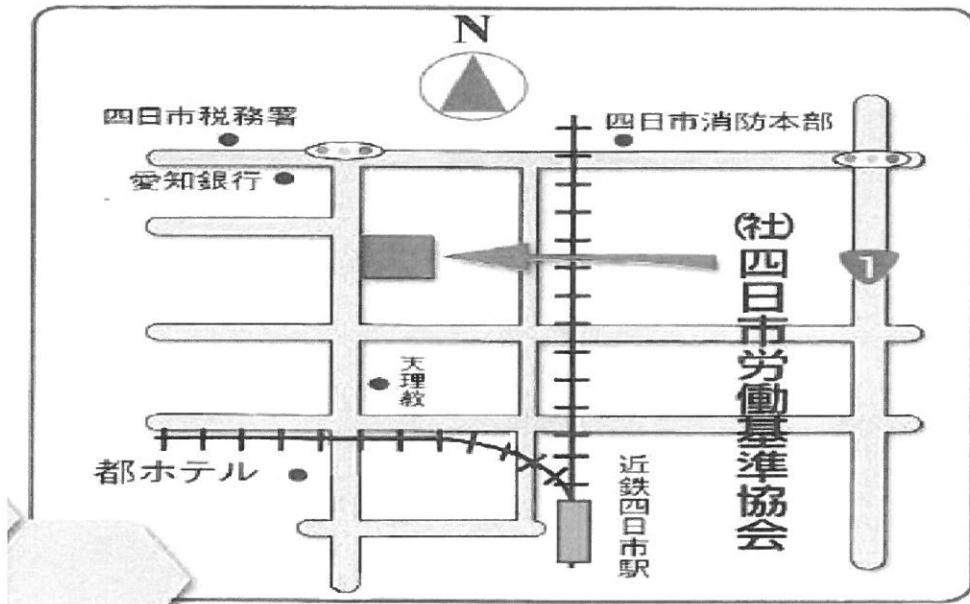 N
四日市税務署
四日市消防本部
愛知銀行
(社)四日市労働基準協会
1
天理教
都ホテル
近鉄四日市駅